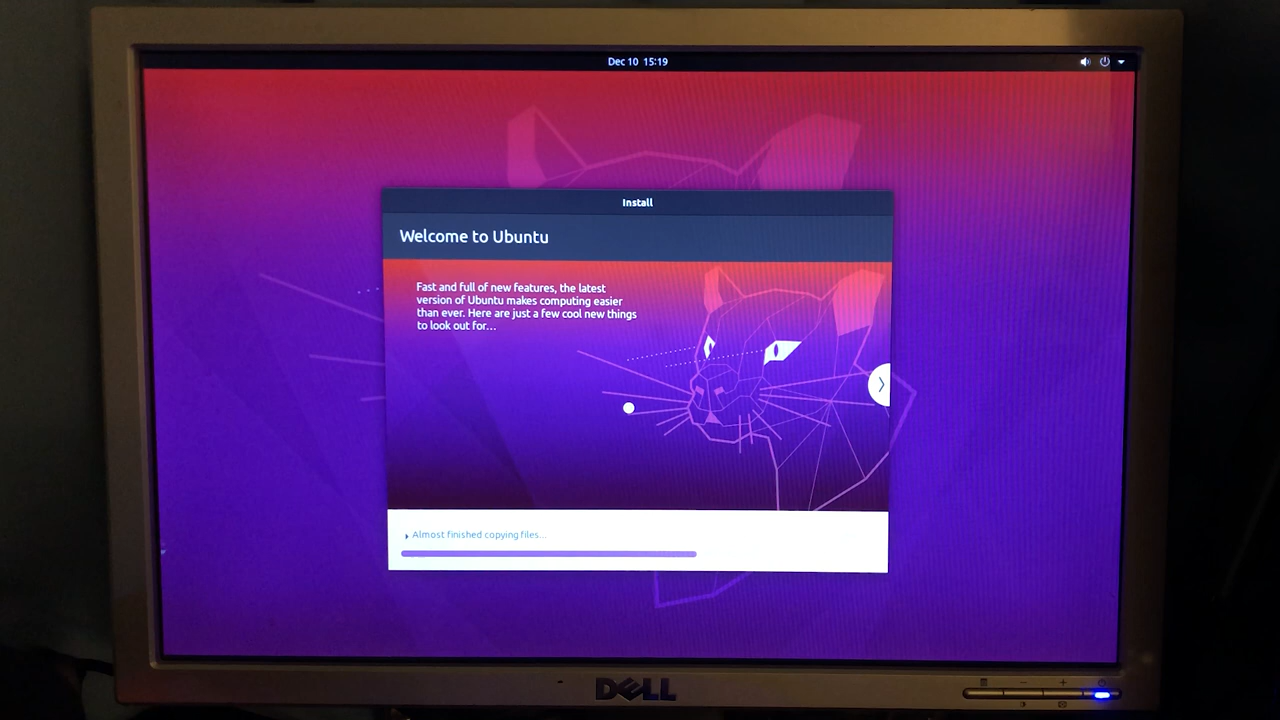 Dec 10 15:19
Install
Welcome to Ubuntu
Fast and full of new features, the latest
version of Ubuntu makes computing easier
than ever. Here are just a few cool new things
to look out for...
Almost finished copying files...
DELL